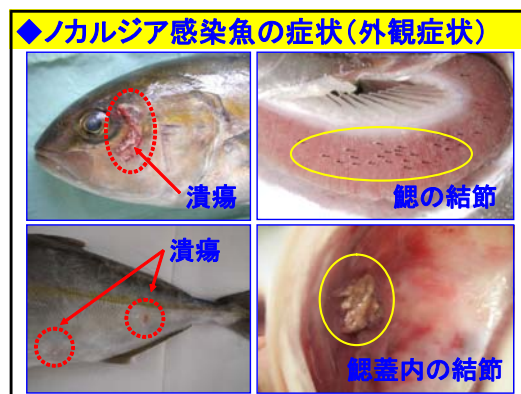 ◆ノカルジア感染魚の症状（外観症状）
潰瘍
鰓の結節
潰瘍
鰓蓋内の結節